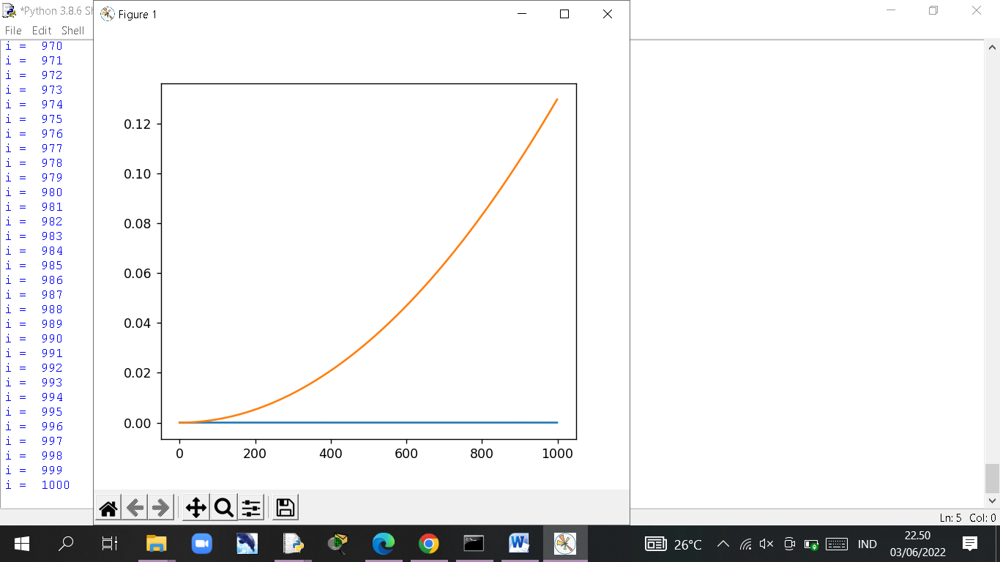 *Python 3.8.6 Sh
Figure 1
File Edit Shell
i = 970
i = 971
i = 972
i = 973
i = 974
i = 975
i = 976
i = 977
i = 978
i = 979
i = 980
i = 981
i = 982
i = 983
i = 984
i = 985
i = 986
i = 987
i = 988
i = 989
i = 990
i = 991
i = 992
i = 993
i = 994
i = 995
i = 996
i = 997
i = 998
i = 999
i = 1000
0.12
0.10
0.08
0.06
0.04
0.02
0.00
0 200 400 600 800 1000
Ln: 5 Col: 0
26°C
IND
22.50
03/06/2022